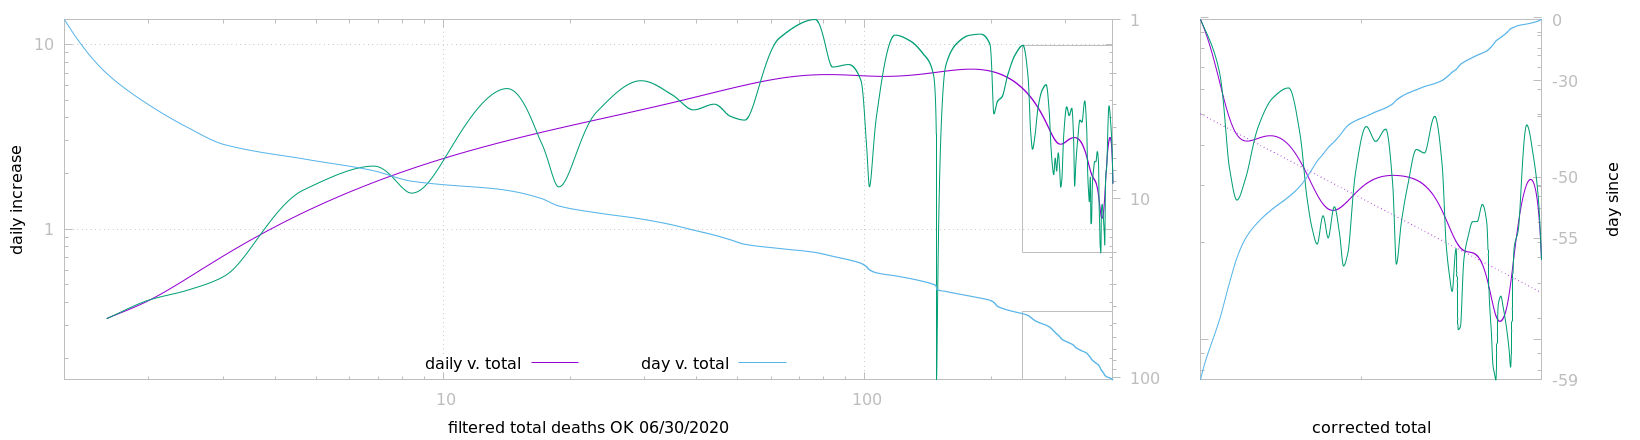 daily increase
10
1
daily v. total
day v. total
10
100
filtered total deaths OK 06/30/2020
1
10
100
0
-30
-50
-55
-59
day since
corrected total